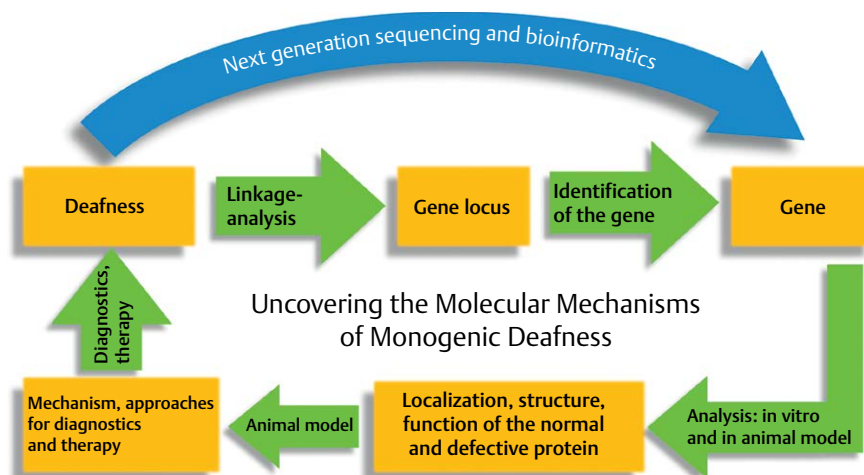 Next generation sequencing and bioinformatics
Deafness
Linkage-
analysis
Gene locus
Identification
of the gene
Gene
Diagnostics,
therapy
Uncovering the Molecular Mechanisms
of Monogenic Deafness
Mechanism, approaches
for diagnostics
and therapy
Animal model
Localization, structure,
function of the normal
and defective protein
Analysis: in vitro
and in animal model